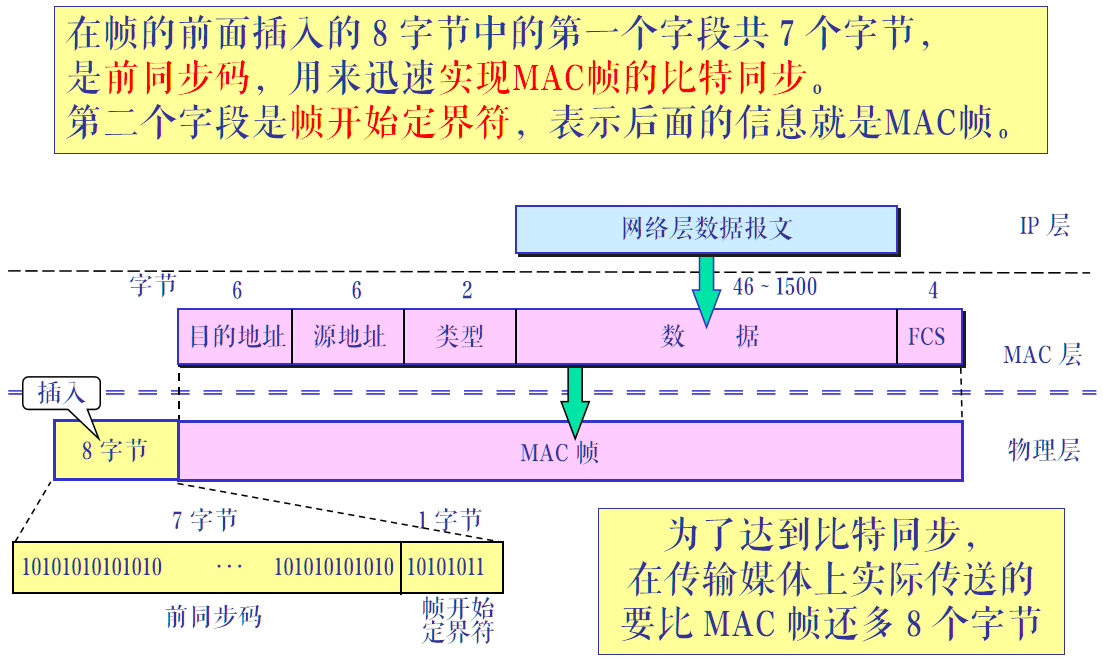 在帧的前面插入的 8 字节中的第一个字段共 7 个字节，
是前同步码，用来迅速实现MAC帧的比特同步。
第二个字段是帧开始定界符，表示后面的信息就是MAC帧。
网络层数据报文
IP 层
字节
6
6
2
46 ~ 1500
4
目的地址
源地址
类型
数 据
FCS
MAC 层
插入
8 字节
MAC 帧
物理层
7 字节
1 字节
10101010101010 ··· 101010101010
10101011
前同步码
帧开始
定界符
为了达到比特同步，
在传输媒体上实际传送的
要比 MAC 帧还多 8 个字节